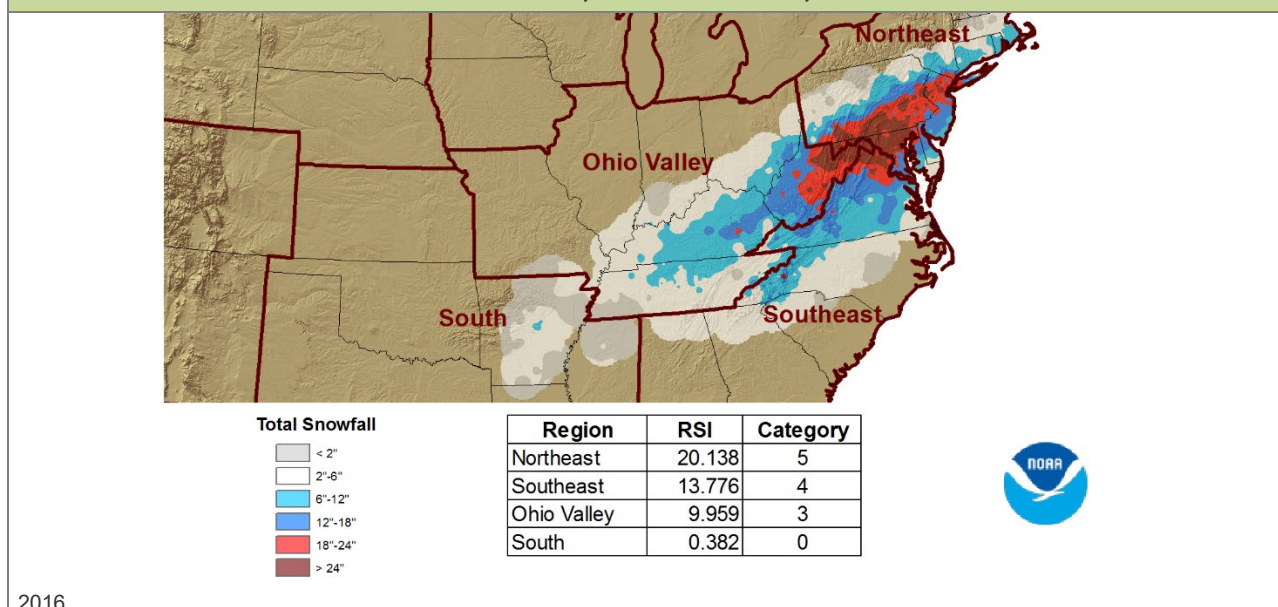 Northeast
Ohio Valley
South
Southeast
Total Snowfall
< 2"
2"-6"
6"-12"
12"-18"
18"-24"
> 24"
Region RSI Category
Northeast 20.138 5
Southeast 13.776 4
Ohio Valley 9.959 3
South 0.382 0
NOAA
2016